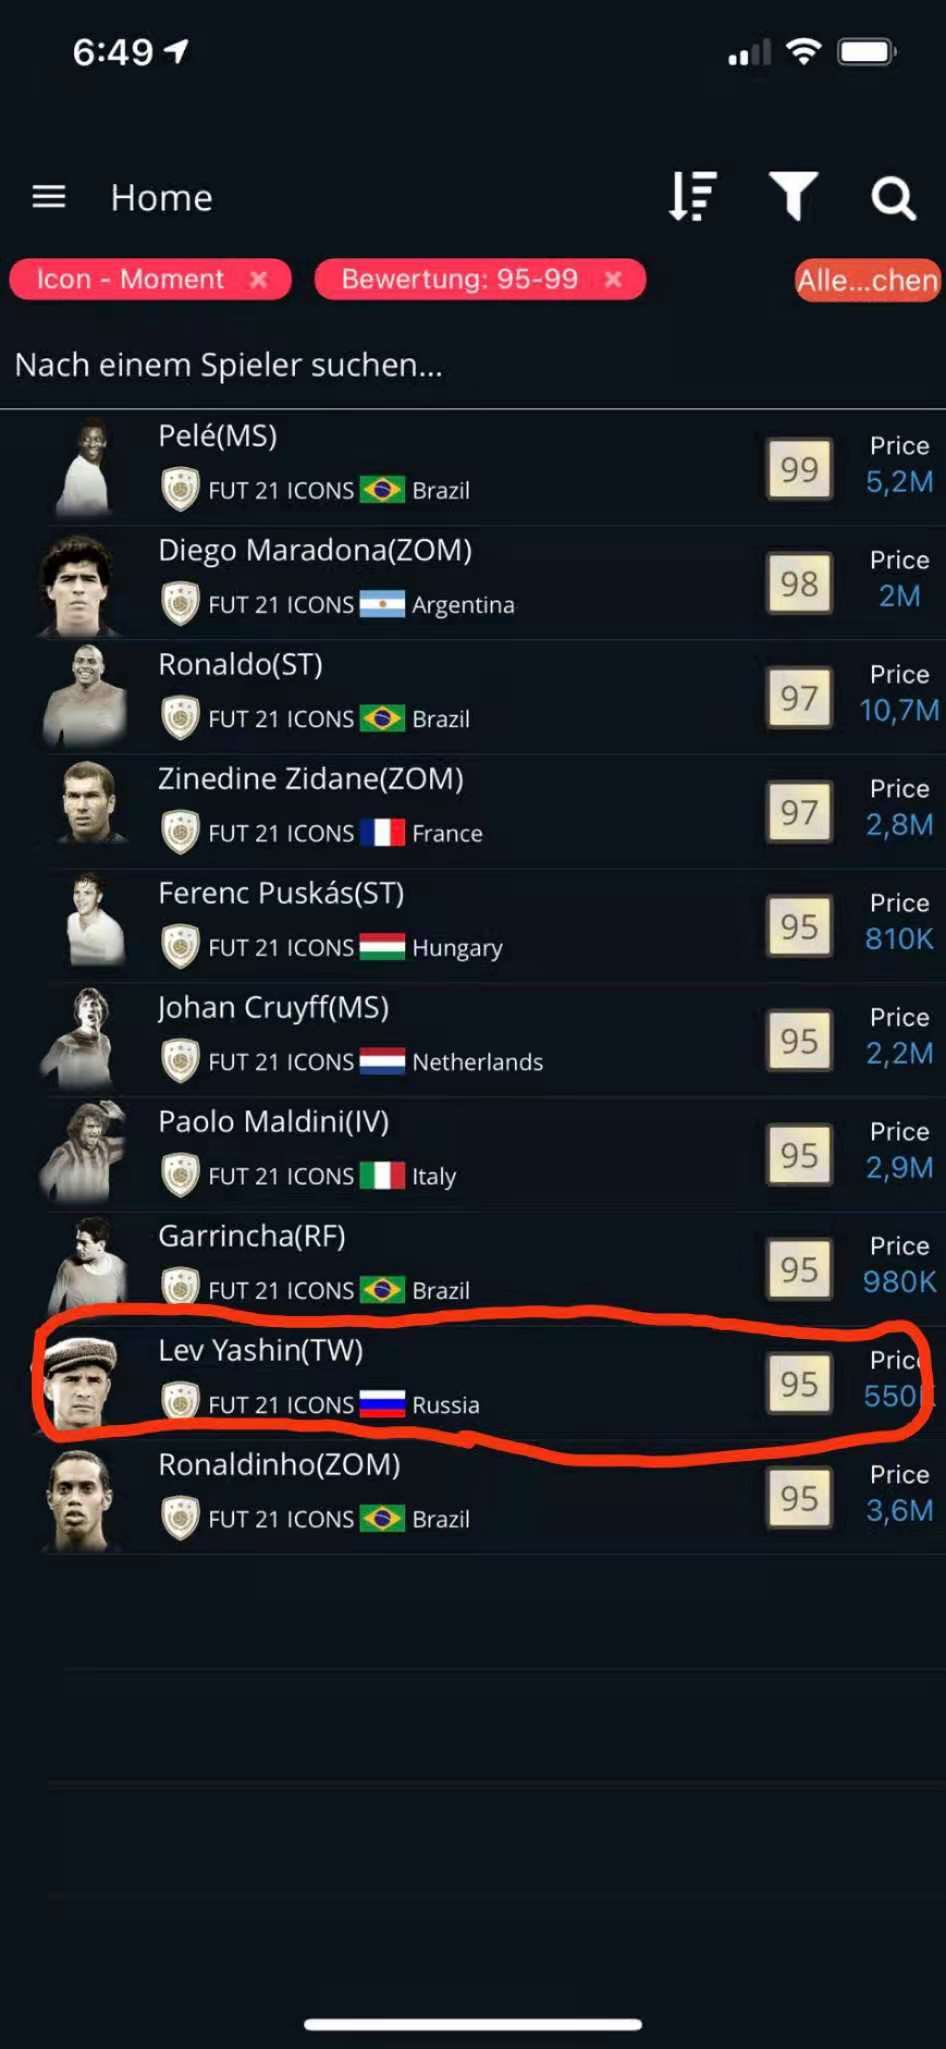 6:49
Home
Icon - Moment ×
Bewertung: 95-99 ×
Alle...chen
Nach einem Spieler suchen...
Pelé(MS)
FUT 21 ICONS Brazil
99
Price
5,2M
Diego Maradona(ZOM)
FUT 21 ICONS Argentina
98
Price
2M
Ronaldo(ST)
FUT 21 ICONS Brazil
97
Price
10,7M
Zinedine Zidane(ZOM)
FUT 21 ICONS France
97
Price
2,8M
Ferenc Puskás(ST)
FUT 21 ICONS Hungary
95
Price
810K
Johan Cruyff(MS)
FUT 21 ICONS Netherlands
95
Price
2,2M
Paolo Maldini(IV)
FUT 21 ICONS Italy
95
Price
2,9M
Garrincha(RF)
FUT 21 ICONS Brazil
95
Price
980K
Lev Yashin(TW)
FUT 21 ICONS Russia
95
Price
550K
Ronaldinho(ZOM)
FUT 21 ICONS Brazil
95
Price
3,6M